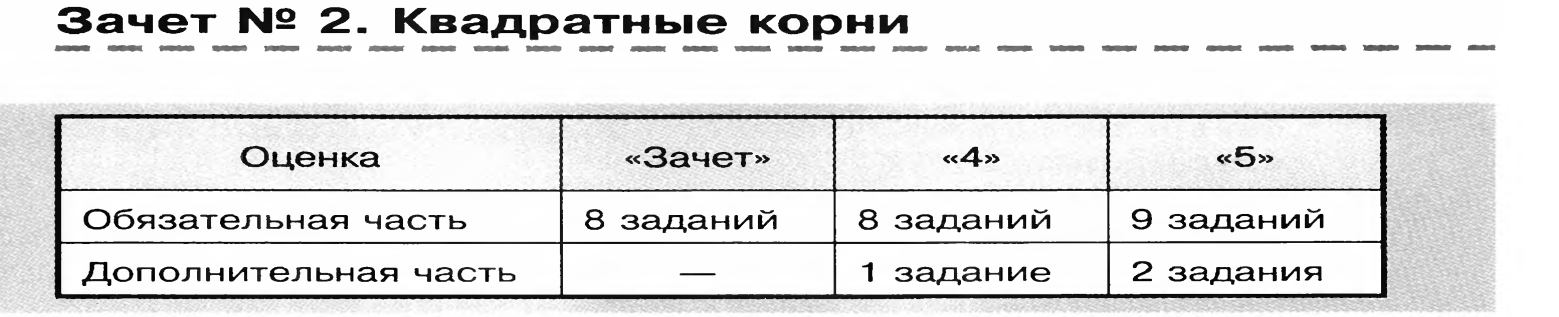 Зачет № 2. Квадратные корни
Оценка «Зачет» «4» «5»
Обязательная часть 8 заданий 8 заданий 9 заданий
Дополнительная часть — 1 задание 2 задания